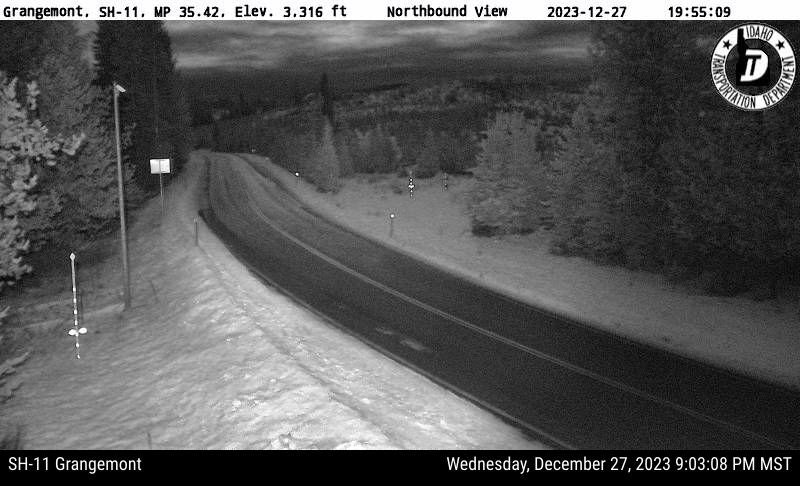 Grangemont, SH-11, MP 35.42, Elev. 3,316 ft Northbound View 2023-12-27 19:55:09
IDAHO
TRANSPORTATION DEPARTMENT
SH-11 Grangemont Wednesday, December 27, 2023 9:03:08 PM MST